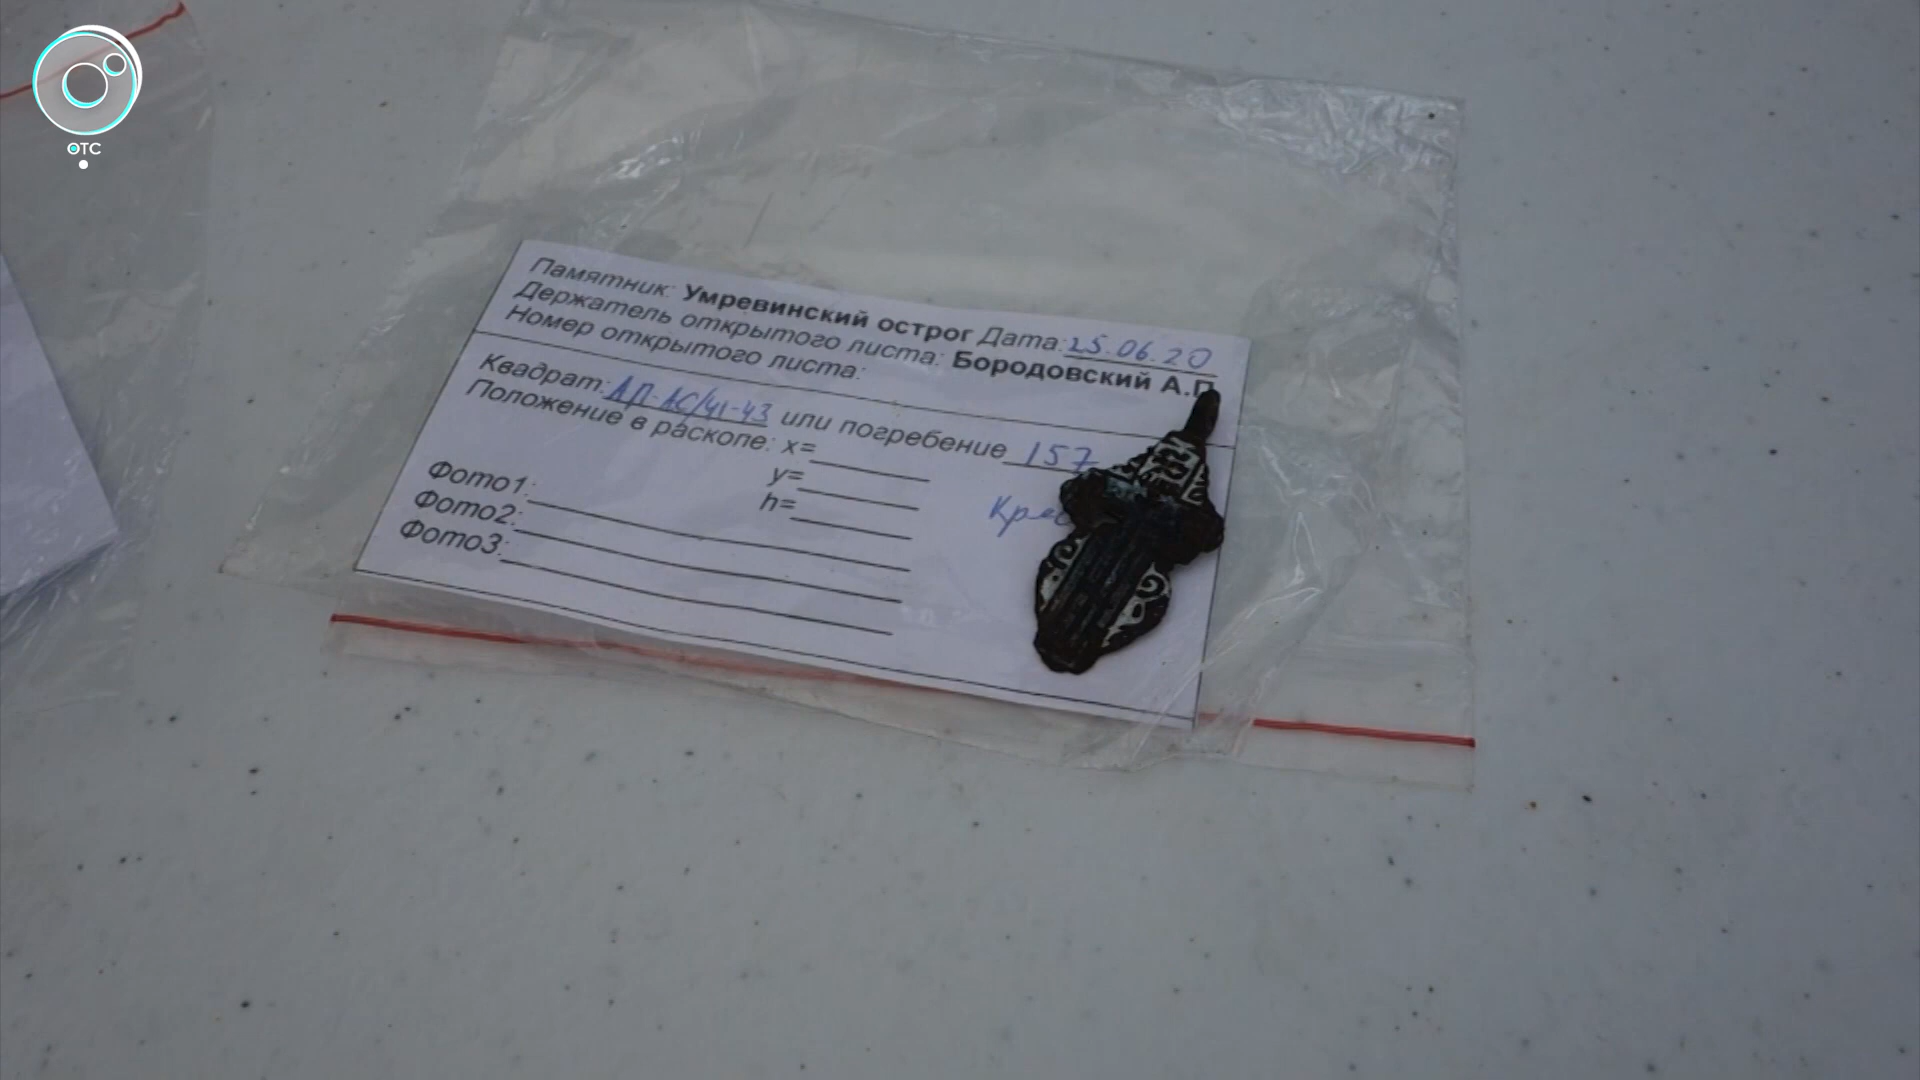 ОТС
Памятник: Умревинский острог Дата: 25.06.20
Держатель открытого листа: Бородовский А.П
Номер открытого листа:
Квадрат: АП-АС/41-43 или погребение 157
Положение в раскопе: x=
y=
h=
Фото1:
Фото2:
Фото3: